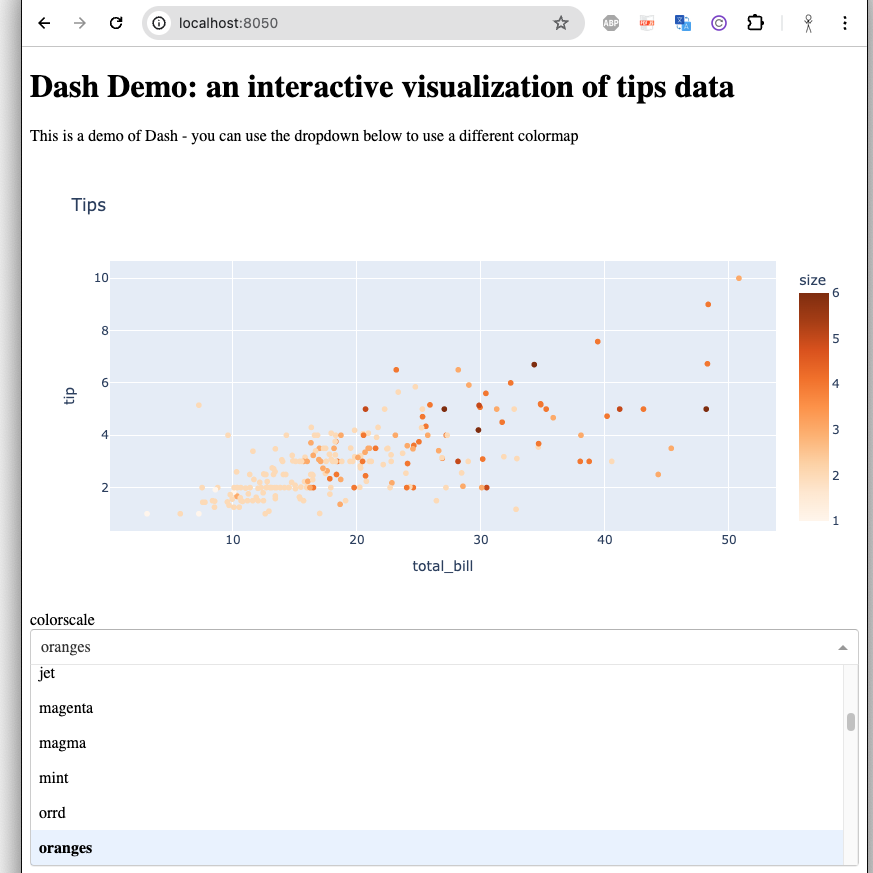 localhost:8050
ABP
Dash Demo: an interactive visualization of tips data
This is a demo of Dash - you can use the dropdown below to use a different colormap
Tips
10
8
6
4
2
tip
10
20
30
40
50
total_bill
size
6
5
4
3
2
1
colorscale
oranges
jet
magenta
magma
mint
orrd
oranges